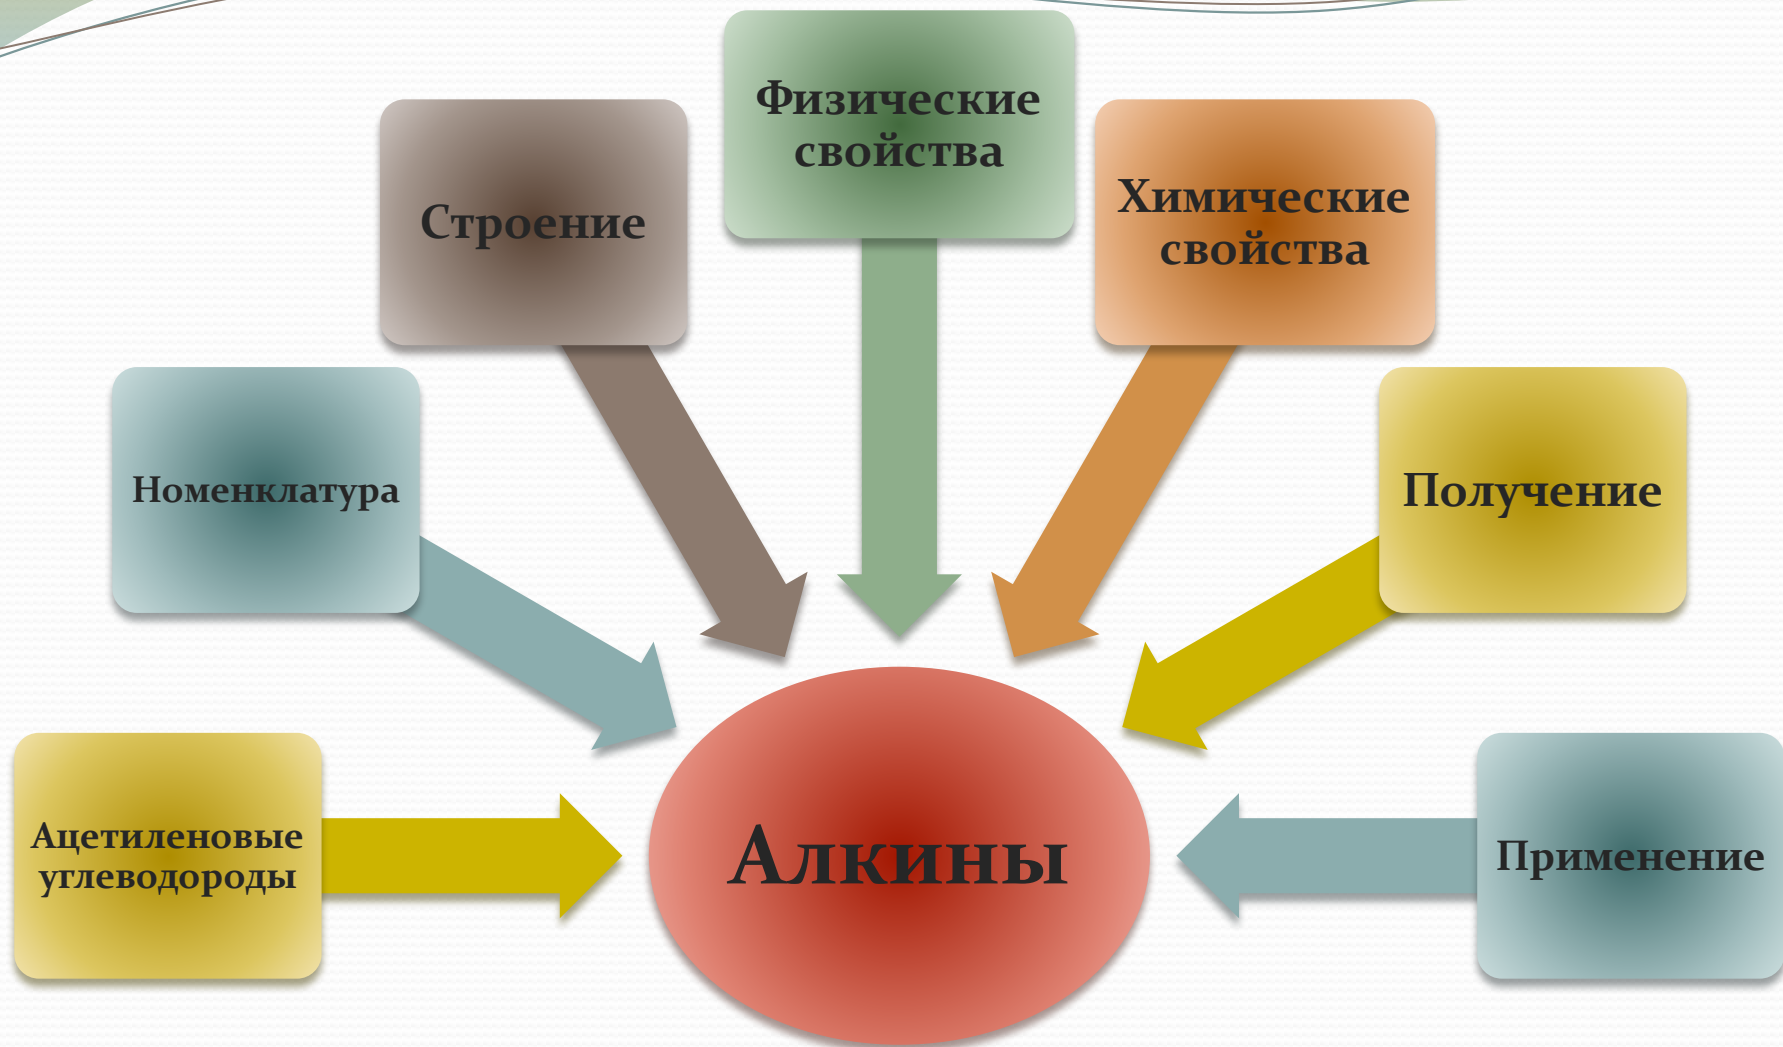 Физические
свойства
Строение
Химические
свойства
Номенклатура
Получение
Ацетиленовые
углеводороды
Алкины
Применение